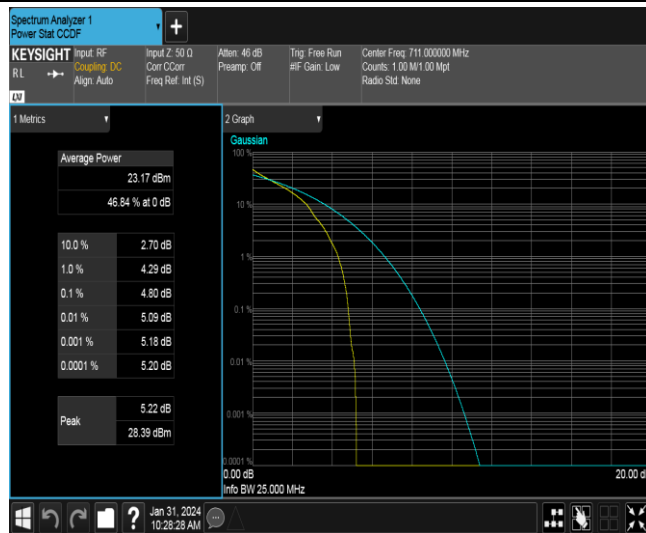 Spectrum Analyzer 1
Power Stat CCDF
KEYSIGHT
RL
Input: RF
Coupling: DC
Align: Auto
Input Z: 50 Ω
Corr CCorr
Freq Ref: Int (S)
Atten: 46 dB
Preamp: Off
Trig: Free Run
#IF Gain: Low
Center Freq: 711.000000 MHz
Counts: 1.00 M/1.00 Mpt
Radio Std: None
1 Metrics
Average Power
23.17 dBm
46.84 % at 0 dB
10.0 % 2.70 dB
1.0 % 4.29 dB
0.1 % 4.80 dB
0.01 % 5.09 dB
0.001 % 5.18 dB
0.0001 % 5.20 dB
Peak
5.22 dB
28.39 dBm
2 Graph
Gaussian
100 %
10 %
1 %
0.1 %
0.01 %
0.001 %
0.0001 %
0.00 dB
20.00 d
Info BW 25.000 MHz
?
Jan 31, 2024
10:28:28 AM